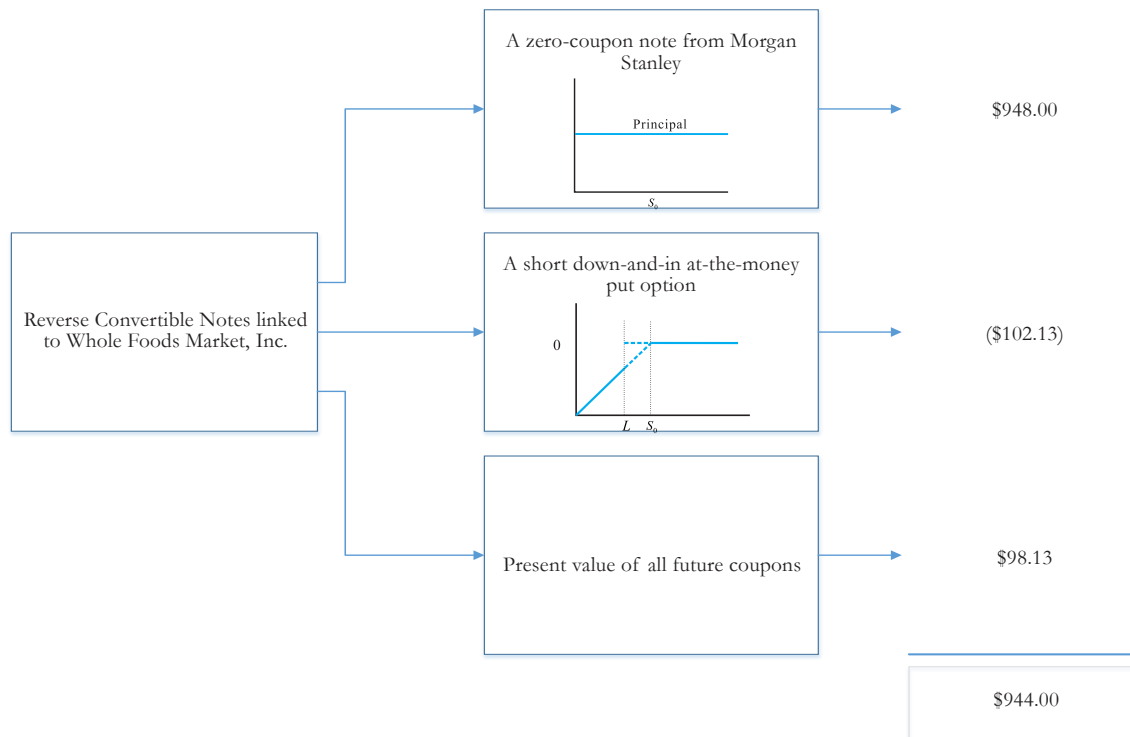 A zero-coupon note from Morgan
Stanley
Principal
S₀
$948.00
Reverse Convertible Notes linked
to Whole Foods Market, Inc.
A short down-and-in at-the-money
put option
0
L S₀
($102.13)
Present value of all future coupons
$98.13
$944.00